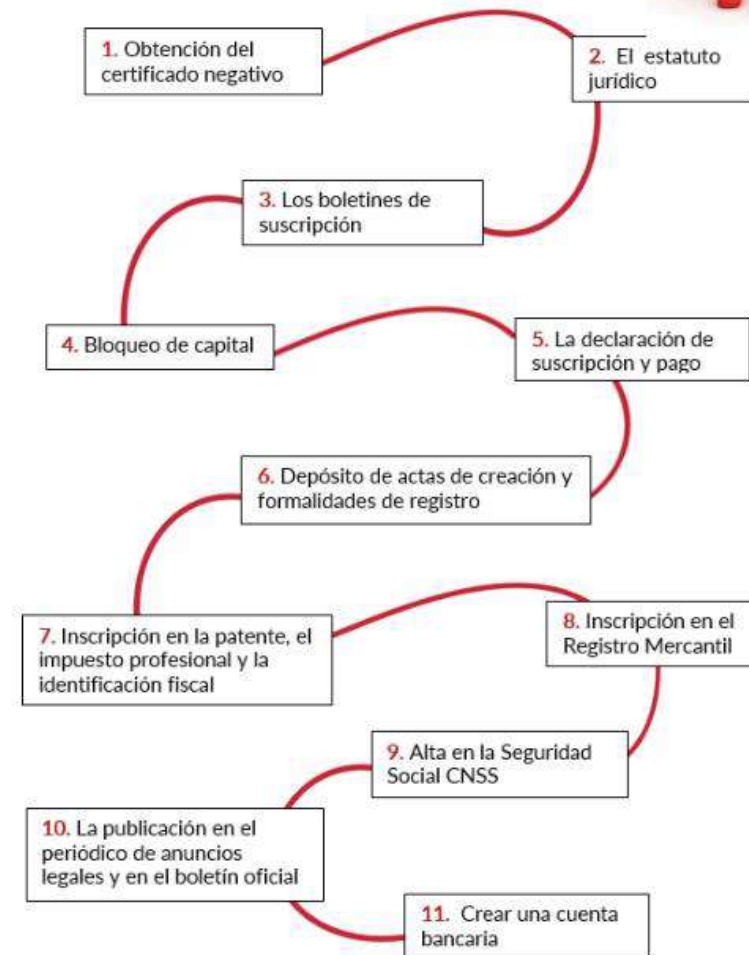 1. Obtención del
certificado negativo
2. El estatuto
jurídico
3. Los boletines de
suscripción
4. Bloqueo de capital
5. La declaración de
suscripción y pago
6. Depósito de actas de creación y
formalidades de registro
7. Inscripción en la patente, el
impuesto profesional y la
identificación fiscal
8. Inscripción en el
Registro Mercantil
9. Alta en la Seguridad
Social CNSS
10. La publicación en el
periódico de anuncios
legales y en el boletín oficial
11. Crear una cuenta
bancaria